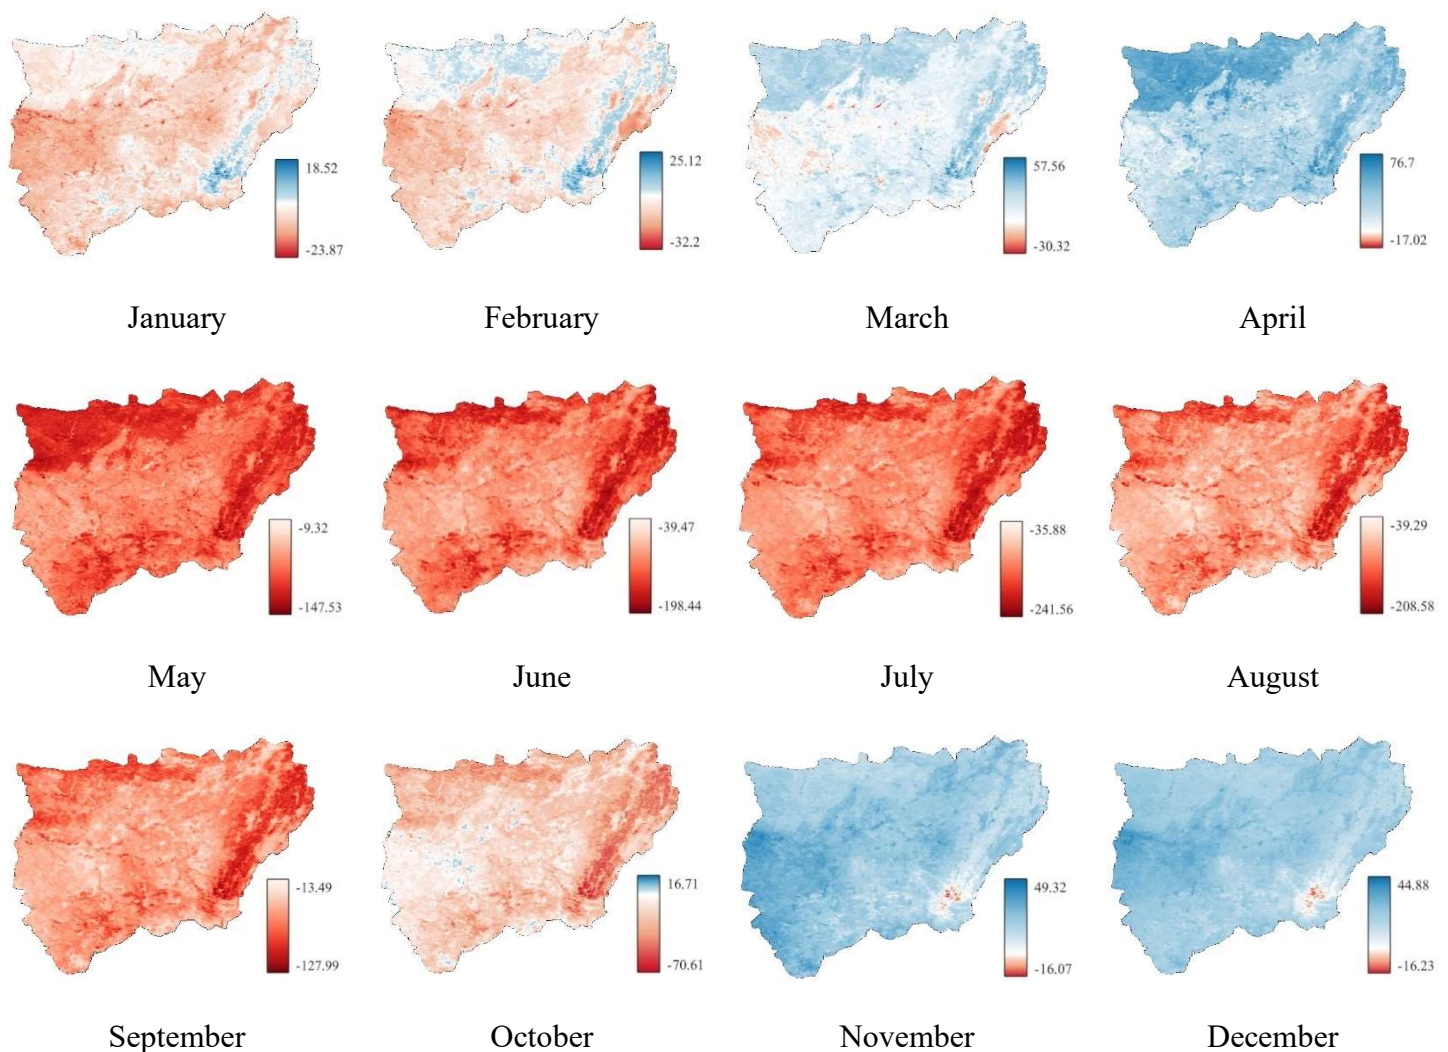 18.52
-23.87
25.12
-32.2
57.56
-30.32
76.7
-17.02
January
February
March
April
-9.32
-147.53
-39.47
-198.44
-35.88
-241.56
-39.29
-208.58
May
June
July
August
-13.49
-127.99
16.71
-70.61
49.32
-16.07
44.88
-16.23
September
October
November
December